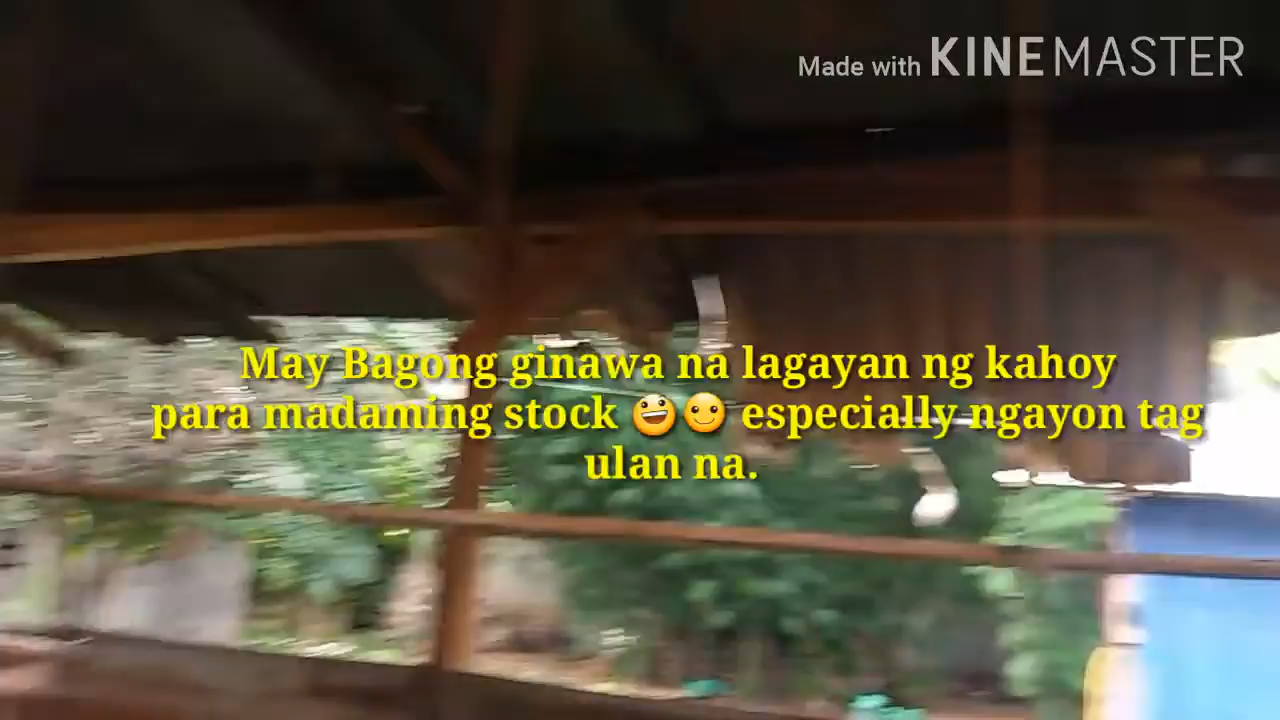 Made with KINEMASTER
May Bagong ginawa na lagayan ng kahoy
para madaming stock 😃🙂 especially ngayon tag
ulan na.